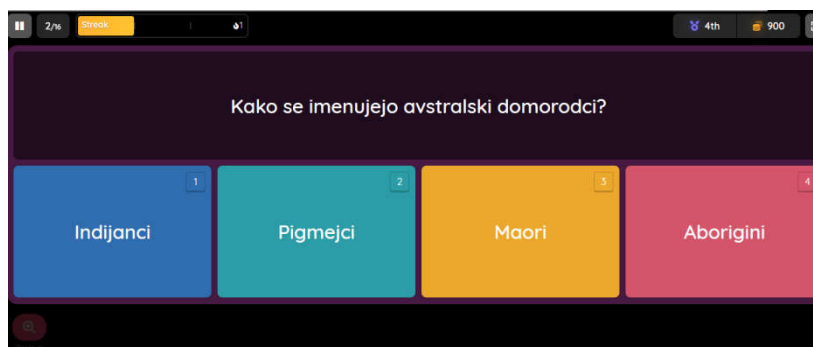 2/16
Streak
1
4th
900
Kako se imenujejo avstralski domorodci?
1
Indijanci
2
Pigmejci
3
Maori
4
Aborigini